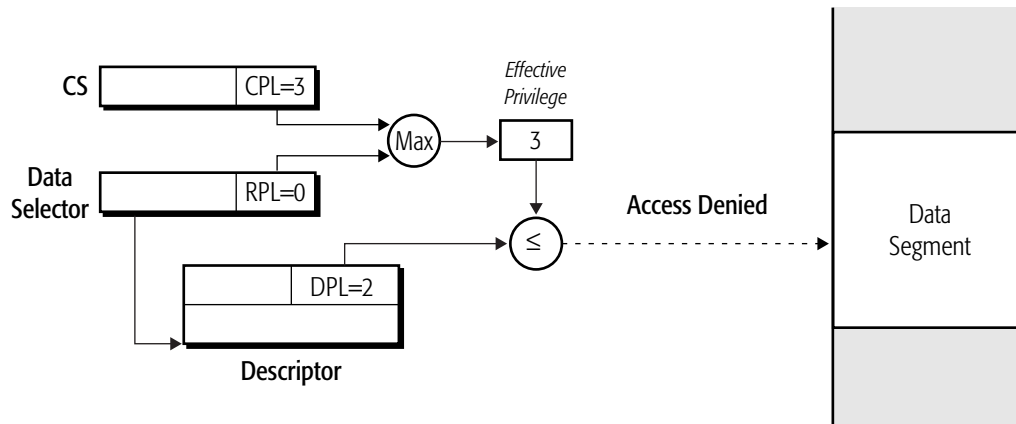 CS
CPL=3
Effective
Privilege
Max
3
Data
Selector
RPL=0
Access Denied
≤
Data
Segment
DPL=2
Descriptor